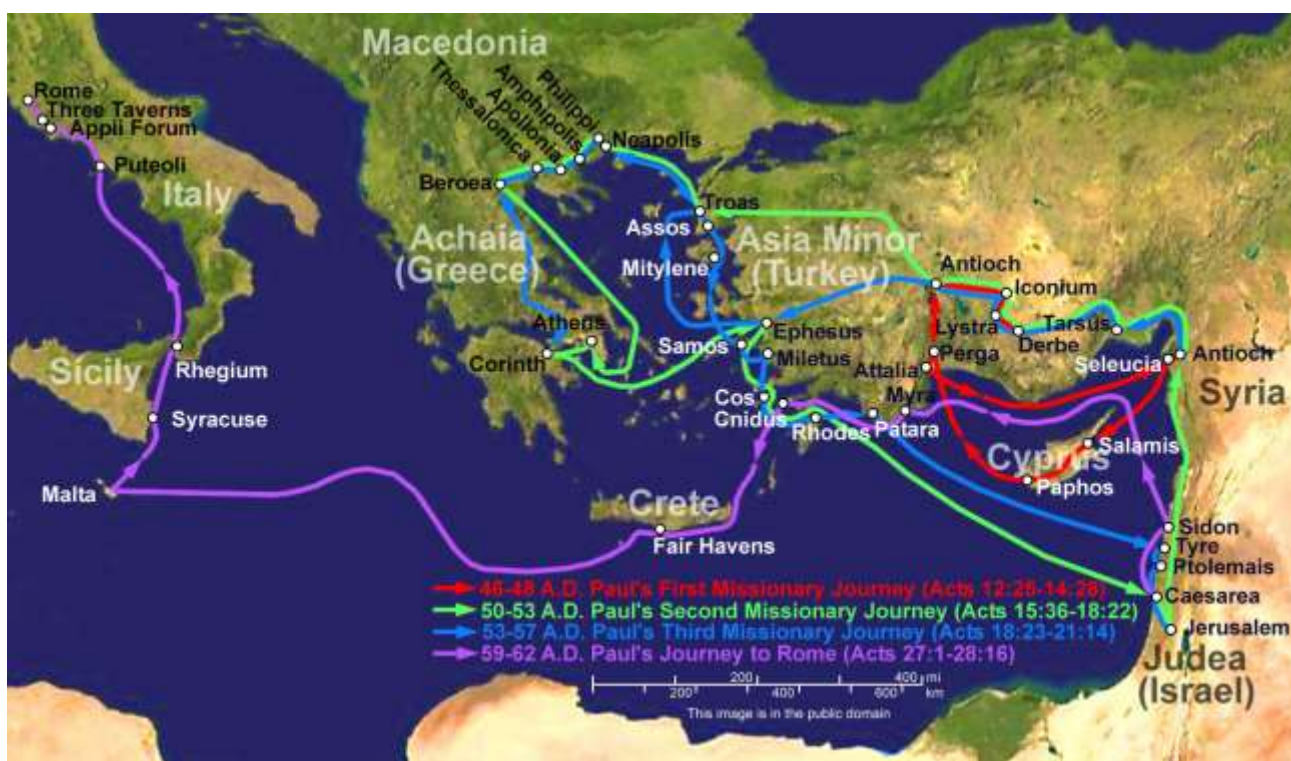 Macedonia
Philippi
Amphipolis
Apollonia
Thessalonica
Neapolis
Rome
Three Taverns
Appii Forum
Puteoli
Italy
Beroea
Troas
Assos
Achaia
(Greece)
Asia Minor
(Turkey)
Mitylene
Antioch
Iconium
Athens
Ephesus
Lystra
Tarsus
Derbe
Samos
Miletus
Perga
Corinth
Rhegium
Sicily
Attalia
Seleucia
Antioch
Syria
Cos
Cnidus
Myra
Syracuse
Rhodes
Patara
Salamis
Cyprus
Paphos
Malta
Crete
Fair Havens
Sidon
Tyre
Ptolemais
46-48 A.D. Paul's First Missionary Journey (Acts 12:25-14:28)
Caesarea
50-53 A.D. Paul's Second Missionary Journey (Acts 15:36-18:22)
53-57 A.D. Paul's Third Missionary Journey (Acts 18:23-21:14)
Jerusalem
59-62 A.D. Paul's Journey to Rome (Acts 27:1-28:16)
Judea
(Israel)
200 400 mi
200 400 600 km
This image is in the public domain